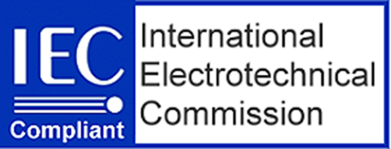 IEC
Compliant
International
Electrotechnical
Commission